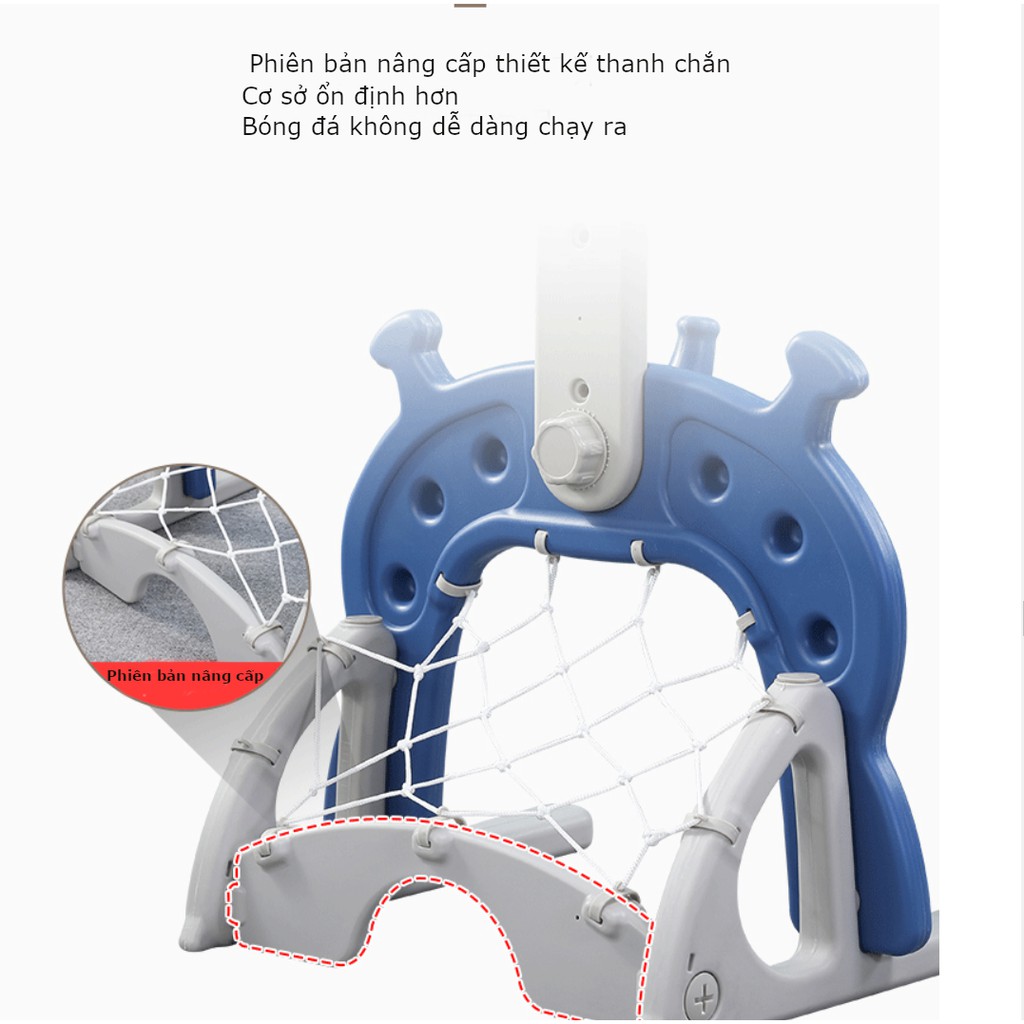 Phiên bản nâng cấp thiết kế thanh chắn
Cơ sở ổn định hơn
Bóng đá không dễ dàng chạy ra
Phiên bản nâng cấp